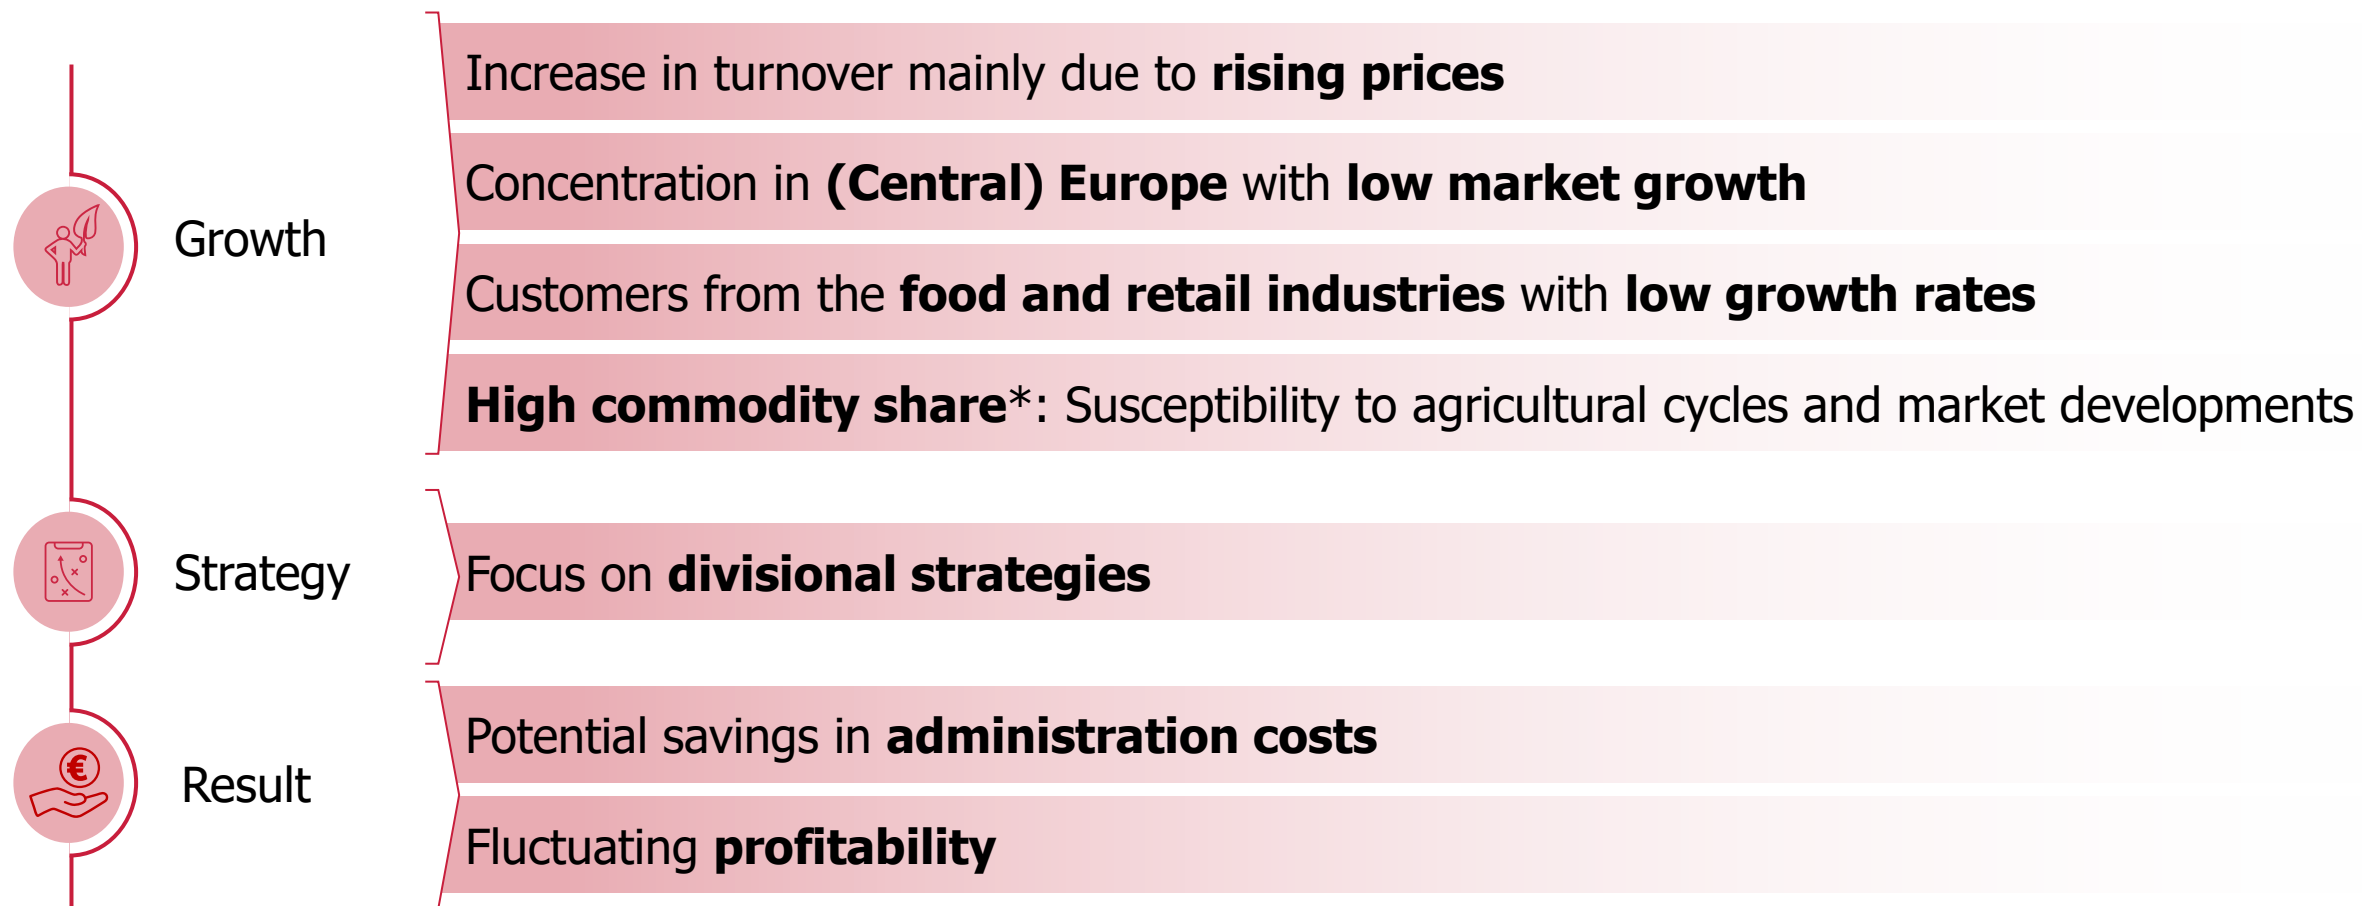 Growth
Increase in turnover mainly due to rising prices
Concentration in (Central) Europe with low market growth
Customers from the food and retail industries with low growth rates
High commodity share*: Susceptibility to agricultural cycles and market developments
Strategy
Focus on divisional strategies
Result
€
Potential savings in administration costs
Fluctuating profitability